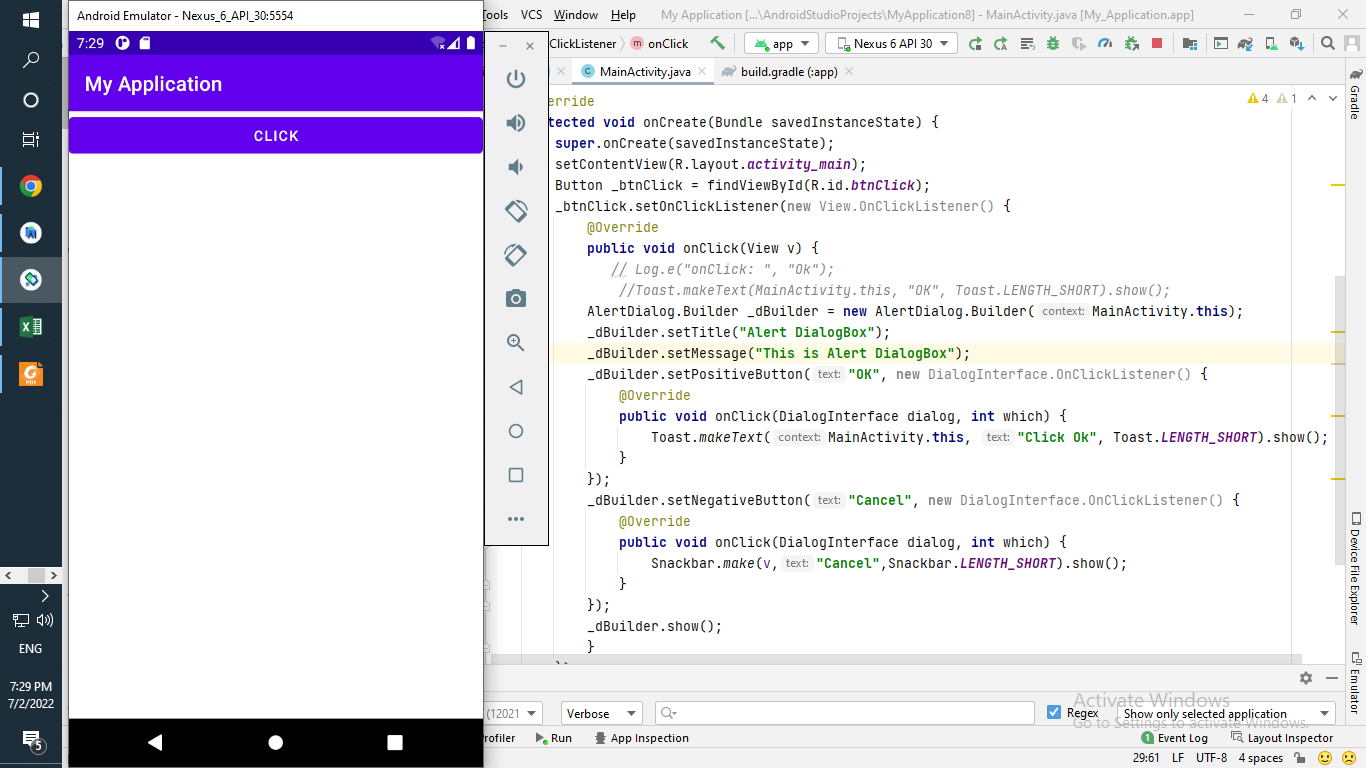 Android Emulator - Nexus_6_API_30:5554
7:29
My Application
CLICK
Tools VCS Window Help My Application [...\AndroidStudioProjects\MyApplication8] - MainActivity.java [My_Application.app]
ClickListener onClick app Nexus 6 API 30
MainActivity.java build.gradle (:app)
4 1
super.onCreate(savedInstanceState);
void onCreate(Bundle savedInstanceState) {
setContentView(R.layout.activity_main);
Button _btnClick = findViewById(R.id.btnClick);
_btnClick.setOnClickListener(new View.OnClickListener() {
@Override
public void onClick(View v) {
// Log.e("onClick: ", "Ok");
//Toast.makeText(MainActivity.this, "OK", Toast.LENGTH_SHORT).show();
AlertDialog.Builder _dBuilder = new AlertDialog.Builder( context: MainActivity.this);
_dBuilder.setTitle("Alert DialogBox");
_dBuilder.setMessage("This is Alert DialogBox");
_dBuilder.setPositiveButton( text: "OK", new DialogInterface.OnClickListener() {
@Override
public void onClick(DialogInterface dialog, int which) {
Toast.makeText( context: MainActivity.this, text: "Click Ok", Toast.LENGTH_SHORT).show();
}
});
_dBuilder.setNegativeButton( text: "Cancel", new DialogInterface.OnClickListener() {
@Override
public void onClick(DialogInterface dialog, int which) {
Snackbar.make(v, text: "Cancel",Snackbar.LENGTH_SHORT).show();
}
});
_dBuilder.show();
}
Gradle
Device File Explorer
Emulator
(12021 Verbose Regex Show only selected application
Activate Windows
Go to Settings to activate Windows.
Profiler Run App Inspection 1 Event Log Layout Inspector
29:61 LF UTF-8 4 spaces
ENG
7:29 PM
7/2/2022
5